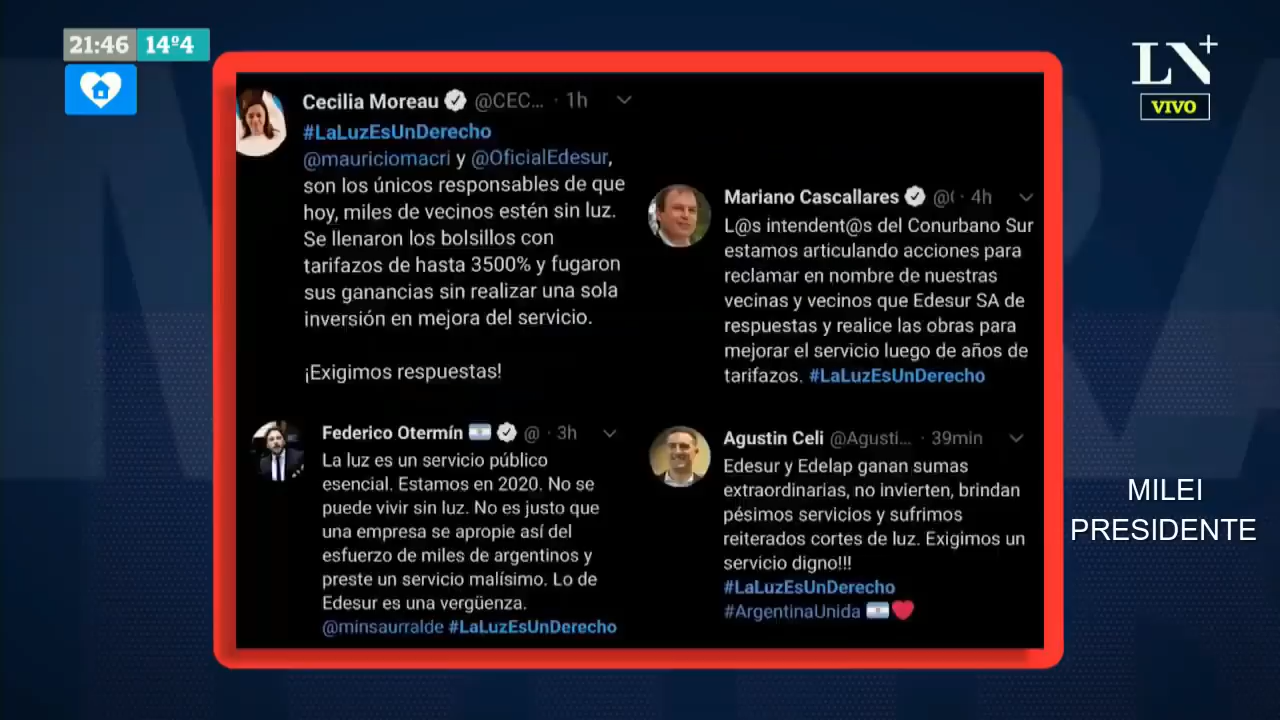 21:46 14º4
LN+
VIVO
Cecilia Moreau @CEC... · 1h
#LaLuzEsUnDerecho
@mauriciomacri y @OficialEdesur,
son los únicos responsables de que
hoy, miles de vecinos estén sin luz.
Se llenaron los bolsillos con
tarifazos de hasta 3500% y fugaron
sus ganancias sin realizar una sola
inversión en mejora del servicio.
¡Exigimos respuestas!
Mariano Cascallares @( · 4h
L@s intendent@s del Conurbano Sur
estamos articulando acciones para
reclamar en nombre de nuestras
vecinas y vecinos que Edesur SA de
respuestas y realice las obras para
mejorar el servicio luego de años de
tarifazos. #LaLuzEsUnDerecho
Federico Otermín 🇦🇷 @ · 3h
La luz es un servicio público
esencial. Estamos en 2020. No se
puede vivir sin luz. No es justo que
una empresa se apropie así del
esfuerzo de miles de argentinos y
preste un servicio malísimo. Lo de
Edesur es una vergüenza.
@minsaurralde #LaLuzEsUnDerecho
Agustin Celi @Agusti... · 39min
Edesur y Edelap ganan sumas
extraordinarias, no invierten, brindan
pésimos servicios y sufrimos
reiterados cortes de luz. Exigimos un
servicio digno!!!
#LaLuzEsUnDerecho
#ArgentinaUnida 🇦🇷❤️
MILEI
PRESIDENTE